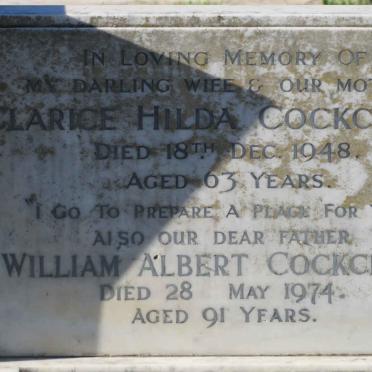 IN LOVING MEMORY OF
MY DARLING WIFE & OUR MOT
CLARICE HILDA COCKC
DIED 18TH DEC. 1948.
AGED 63 YEARS.
"I GO TO PREPARE A PLACE FOR
ALSO OUR DEAR FATHER
WILLIAM ALBERT COCKC
DIED 28 MAY 1974.
AGED 91 YEARS.